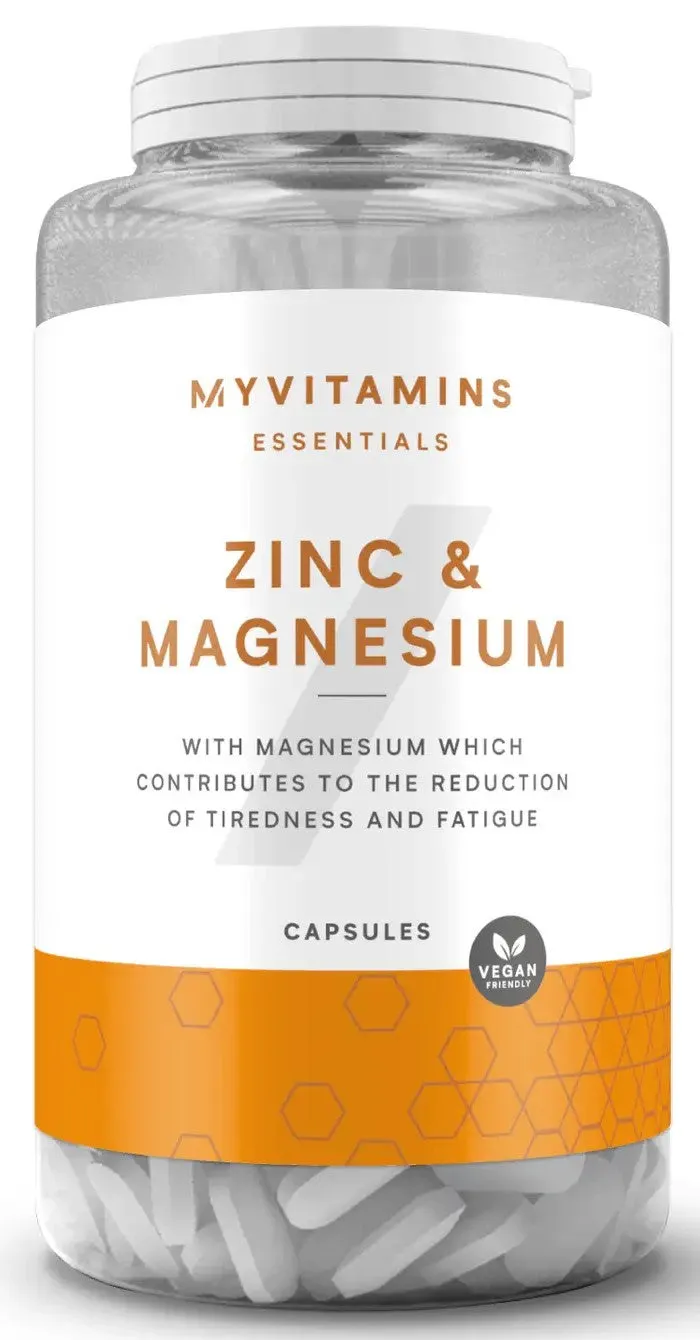 MYVITAMINS
ESSENTIALS
ZINC &
MAGNESIUM
WITH MAGNESIUM WHICH
CONTRIBUTES TO THE REDUCTION
OF TIREDNESS AND FATIGUE
CAPSULES
VEGAN
FRIENDLY